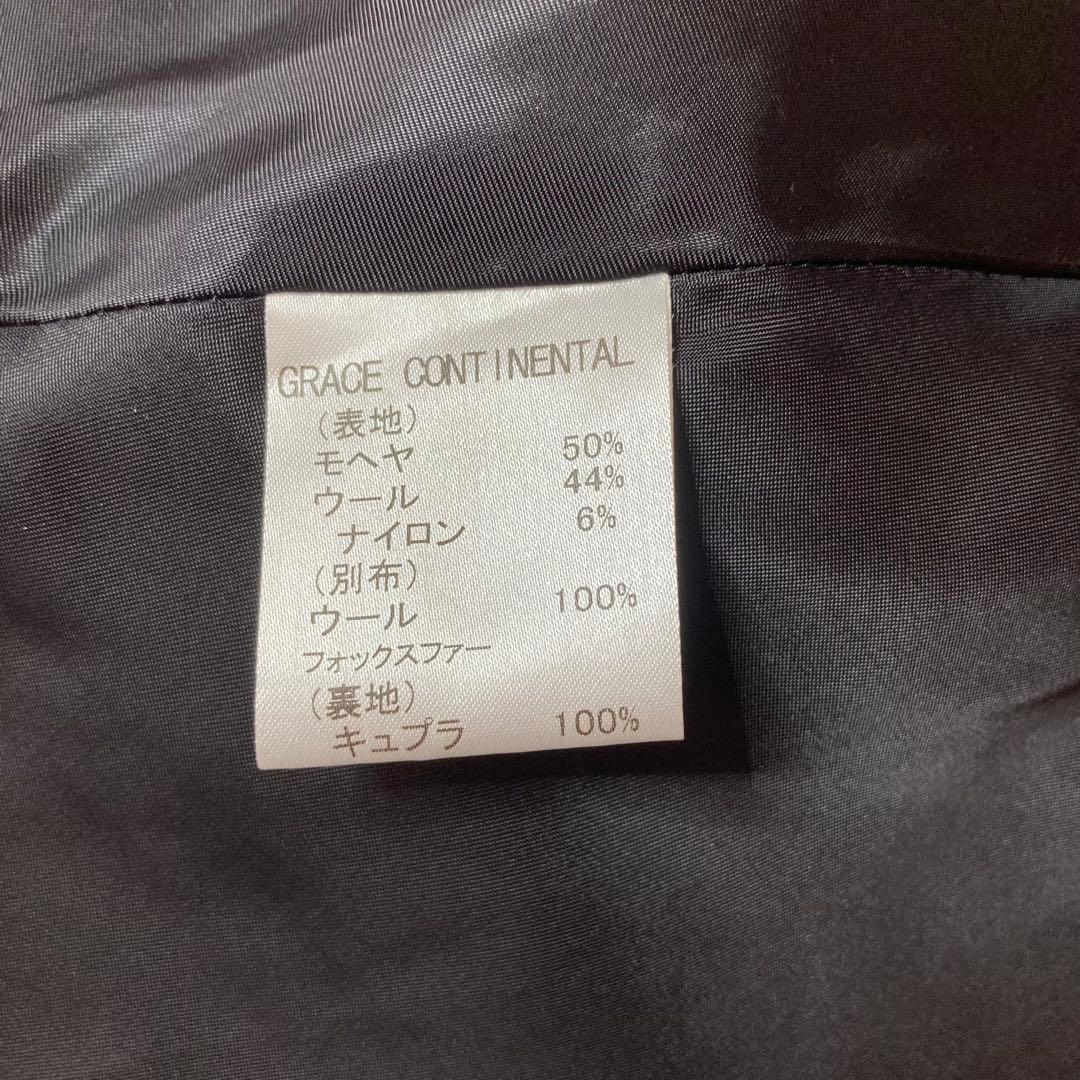 GRACE CONTINENTAL
(表地)
モヘヤ 50%
ウール 44%
ナイロン 6%
(別布)
ウール 100%
フォックスファー
(裏地)
キュプラ 100%